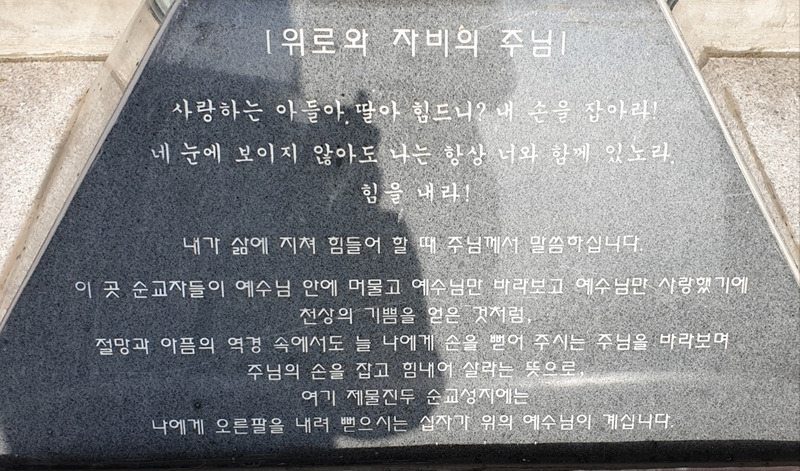 |위로와 자비의 주님|
사랑하는 아들아, 딸아 힘드니? 내 손을 잡아라!
네 눈에 보이지 않아도 나는 항상 너와 함께 있노라.
힘을 내라!
내가 삶에 지쳐 힘들어 할 때 주님께서 말씀하십니다.
이 곳 순교자들이 예수님 안에 머물고 예수님만 바라보고 예수님만 사랑했기에
천상의 기쁨을 얻은 것처럼,
절망과 아픔의 역경 속에서도 늘 나에게 손을 뻗어 주시는 주님을 바라보며
주님의 손을 잡고 힘내어 살라는 뜻으로,
여기 제물진두 순교성지에는
나에게 오른팔을 내려 뻗으시는 십자가 위의 예수님이 계십니다.